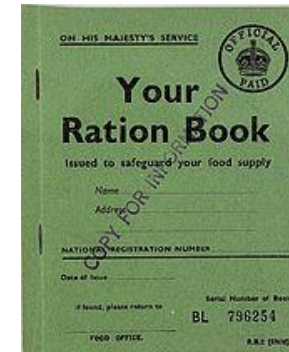 ON HIS MAJESTY'S SERVICE
OFFICIAL
PAID
Your
Ration Book
Issued to safeguard your food supply
Name
Address
COPY FOR INFORMATION
NATIONAL REGISTRATION NUMBER
Date of Issue
If found, please return to
FOOD OFFICE.
Serial Number of Book
BL 796254
R.B.2 (Child)